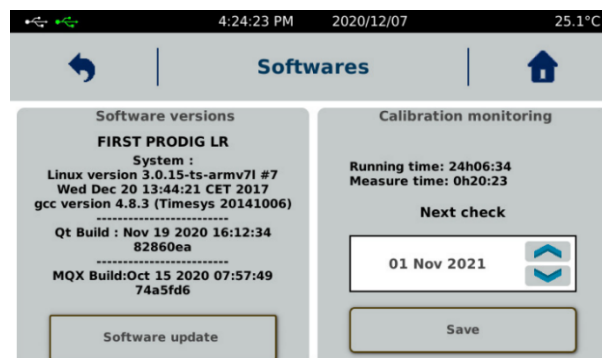 4:24:23 PM 2020/12/07 25.1°C
Softwares
Software versions
FIRST PRODIG LR
System :
Linux version 3.0.15-ts-armv7l #7
Wed Dec 20 13:44:21 CET 2017
gcc version 4.8.3 (Timesys 20141006)
-------------------------
Qt Build : Nov 19 2020 16:12:34
82860ea
-------------------------
MQX Build:Oct 15 2020 07:57:49
74a5fd6
Software update
Calibration monitoring
Running time: 24h06:34
Measure time: 0h20:23
Next check
01 Nov 2021
Save